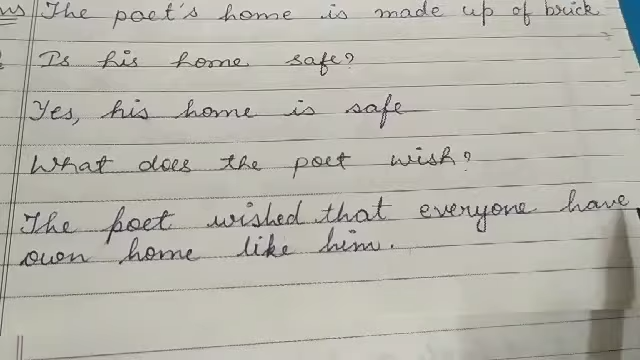 ns The poet's home is made up of brick
Is his home safe?
Yes, his home is safe
What does the poet wish?
The poet wished that everyone have
own home like him.